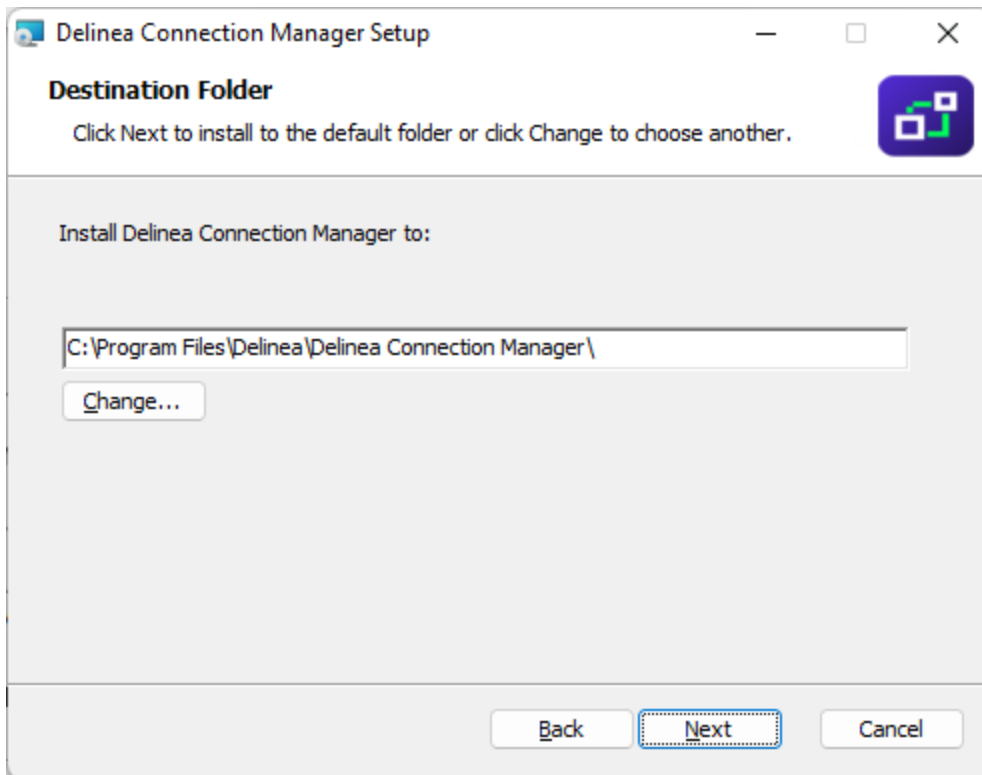 Delinea Connection Manager Setup
Destination Folder
Click Next to install to the default folder or click Change to choose another.
Install Delinea Connection Manager to:
C:\Program Files\Delinea\Delinea Connection Manager\
Change...
Back Next Cancel